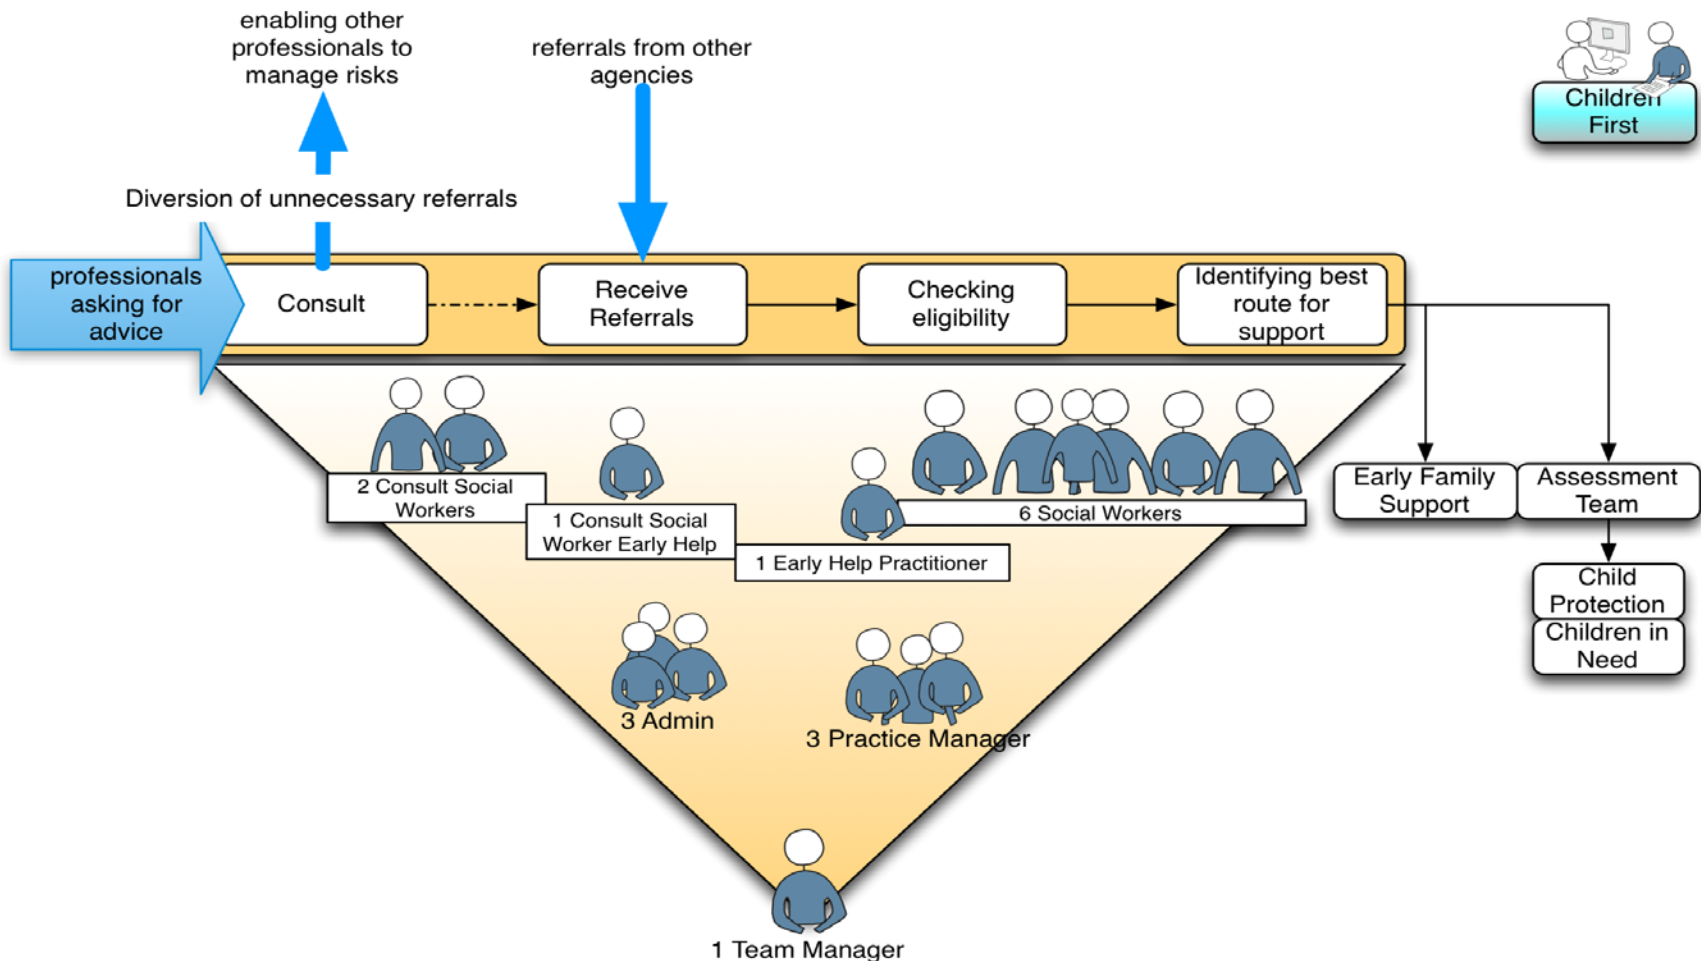 enabling other
professionals to
manage risks
referrals from other
agencies
Children
First
Diversion of unnecessary referrals
professionals
asking for
advice
Consult
Receive
Referrals
Checking
eligibility
Identifying best
route for
support
2 Consult Social
Workers
1 Consult Social
Worker Early Help
1 Early Help Practitioner
6 Social Workers
Early Family
Support
Assessment
Team
Child
Protection
Children in
Need
3 Admin
3 Practice Manager
1 Team Manager